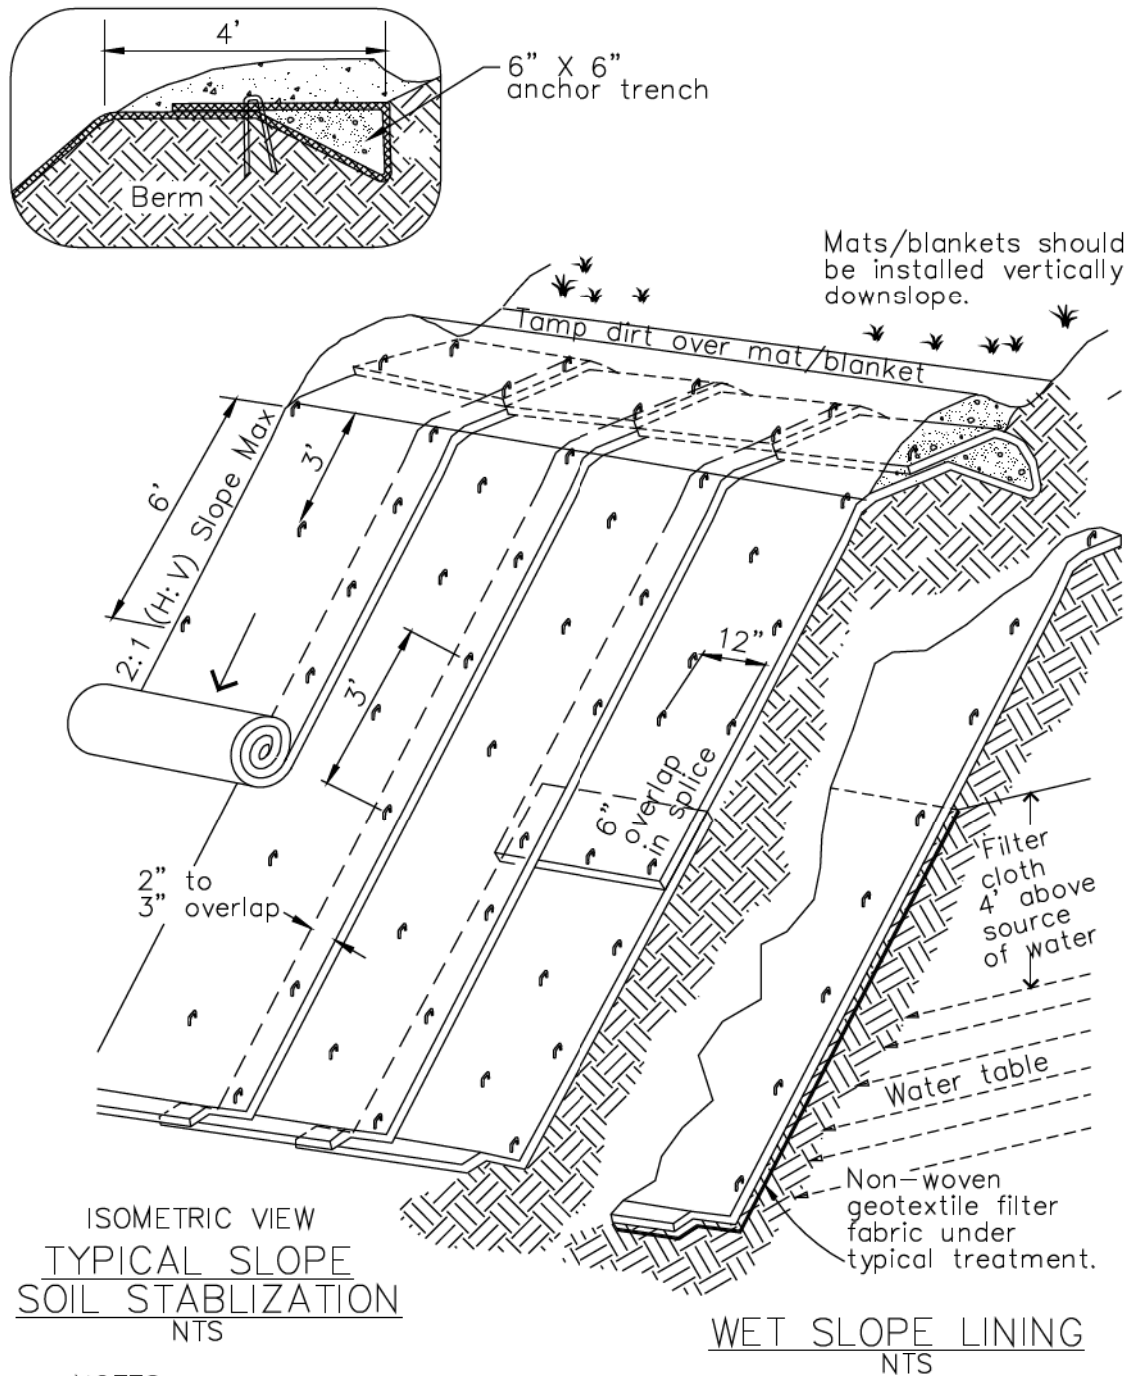 4'
6" X 6"
anchor trench
Berm
Mats/blankets should
be installed vertically
downslope.
Tamp dirt over mat/blanket
6'
2:1 (H:V) Slope Max
3'
12"
3'
6"
overlap
in splice
2" to
3" overlap
Filter
cloth
4' above
source
of water
Water table
Non-woven
geotextile filter
fabric under
typical treatment.
ISOMETRIC VIEW
TYPICAL SLOPE
SOIL STABLIZATION
NTS
WET SLOPE LINING
NTS